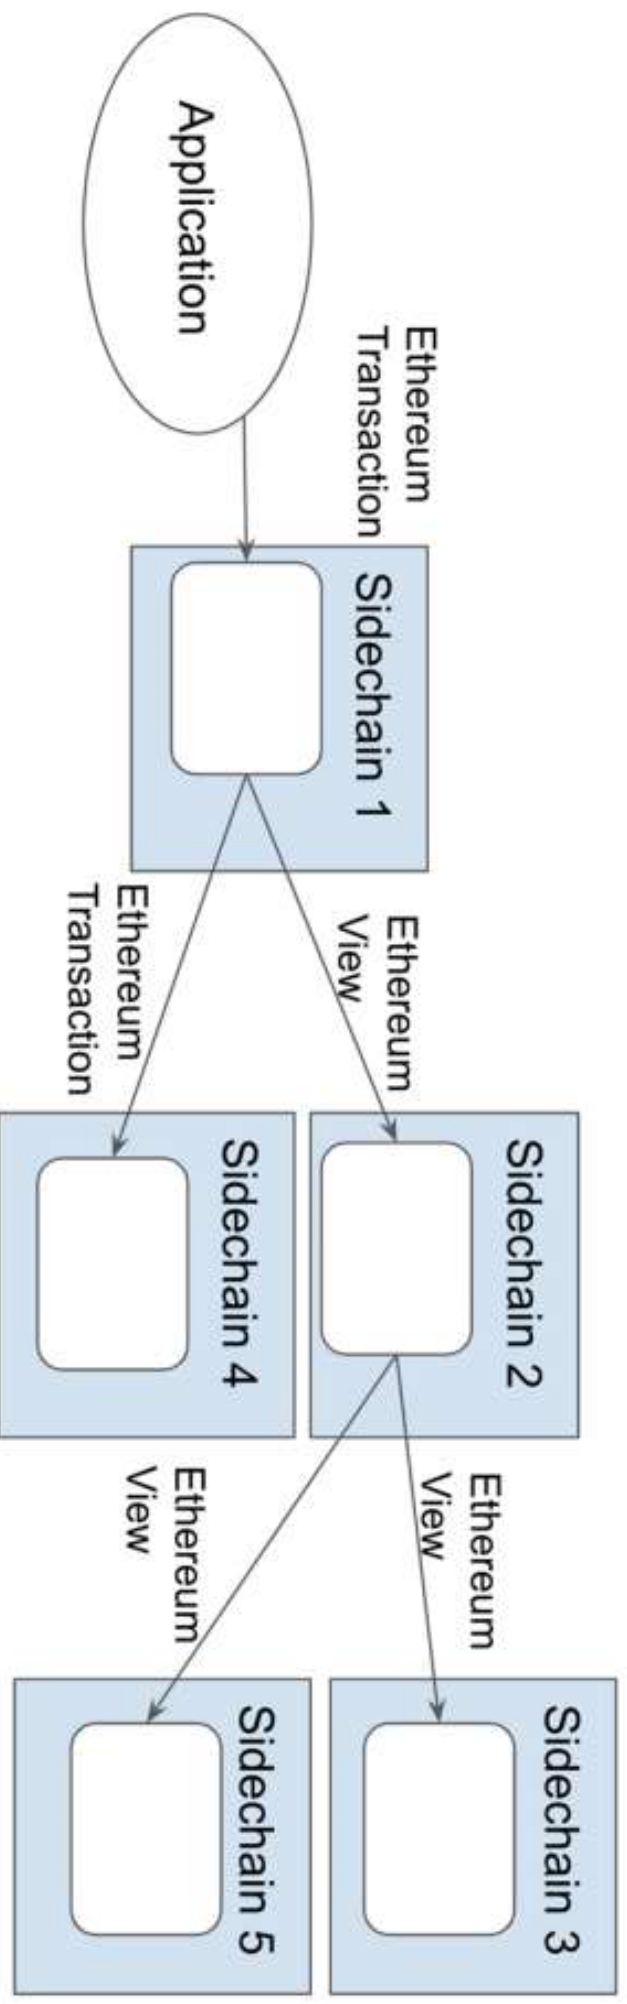 Application
Ethereum
Transaction
Sidechain 1
Ethereum
View
Ethereum
Transaction
Sidechain 2
Sidechain 4
Ethereum
View
Ethereum
View
Sidechain 3
Sidechain 5